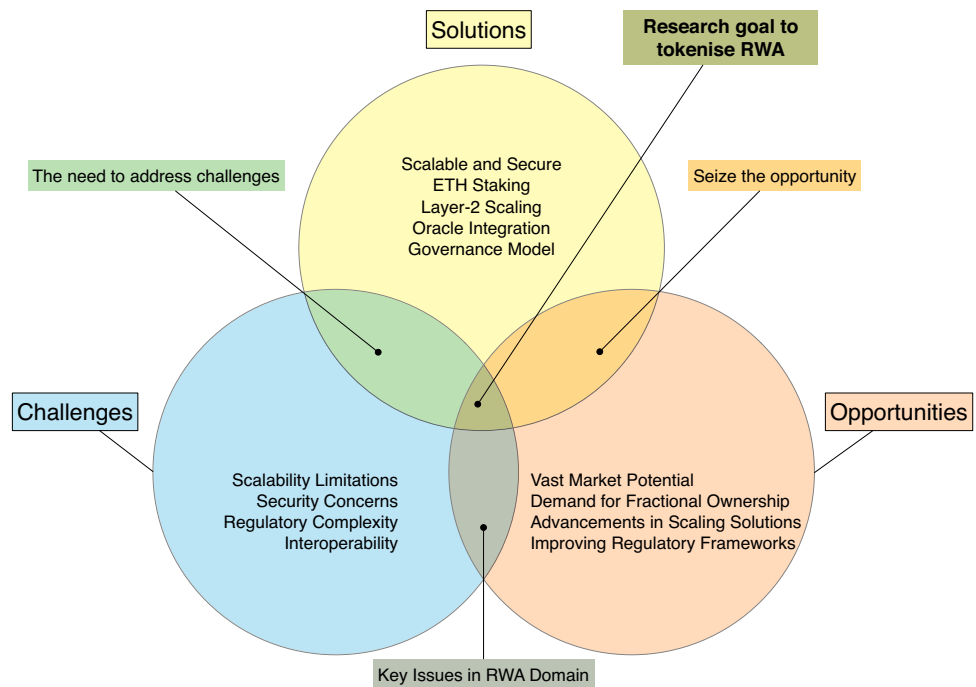 Solutions
Research goal to
tokenise RWA
The need to address challenges
Scalable and Secure
ETH Staking
Layer-2 Scaling
Oracle Integration
Governance Model
Seize the opportunity
Challenges
Opportunities
Scalability Limitations
Security Concerns
Regulatory Complexity
Interoperability
Vast Market Potential
Demand for Fractional Ownership
Advancements in Scaling Solutions
Improving Regulatory Frameworks
Key Issues in RWA Domain